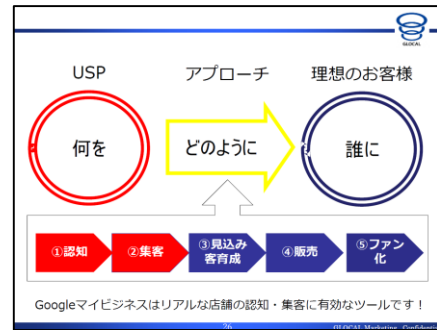 GLOCAL
USP
アプローチ
理想のお客様
何を
どのように
誰に
①認知
②集客
③見込み
客育成
④販売
⑤ファン
化
Googleマイビジネスはリアルな店舗の認知・集客に有効なツールです！
26
GLOCAL Marketing Confidential